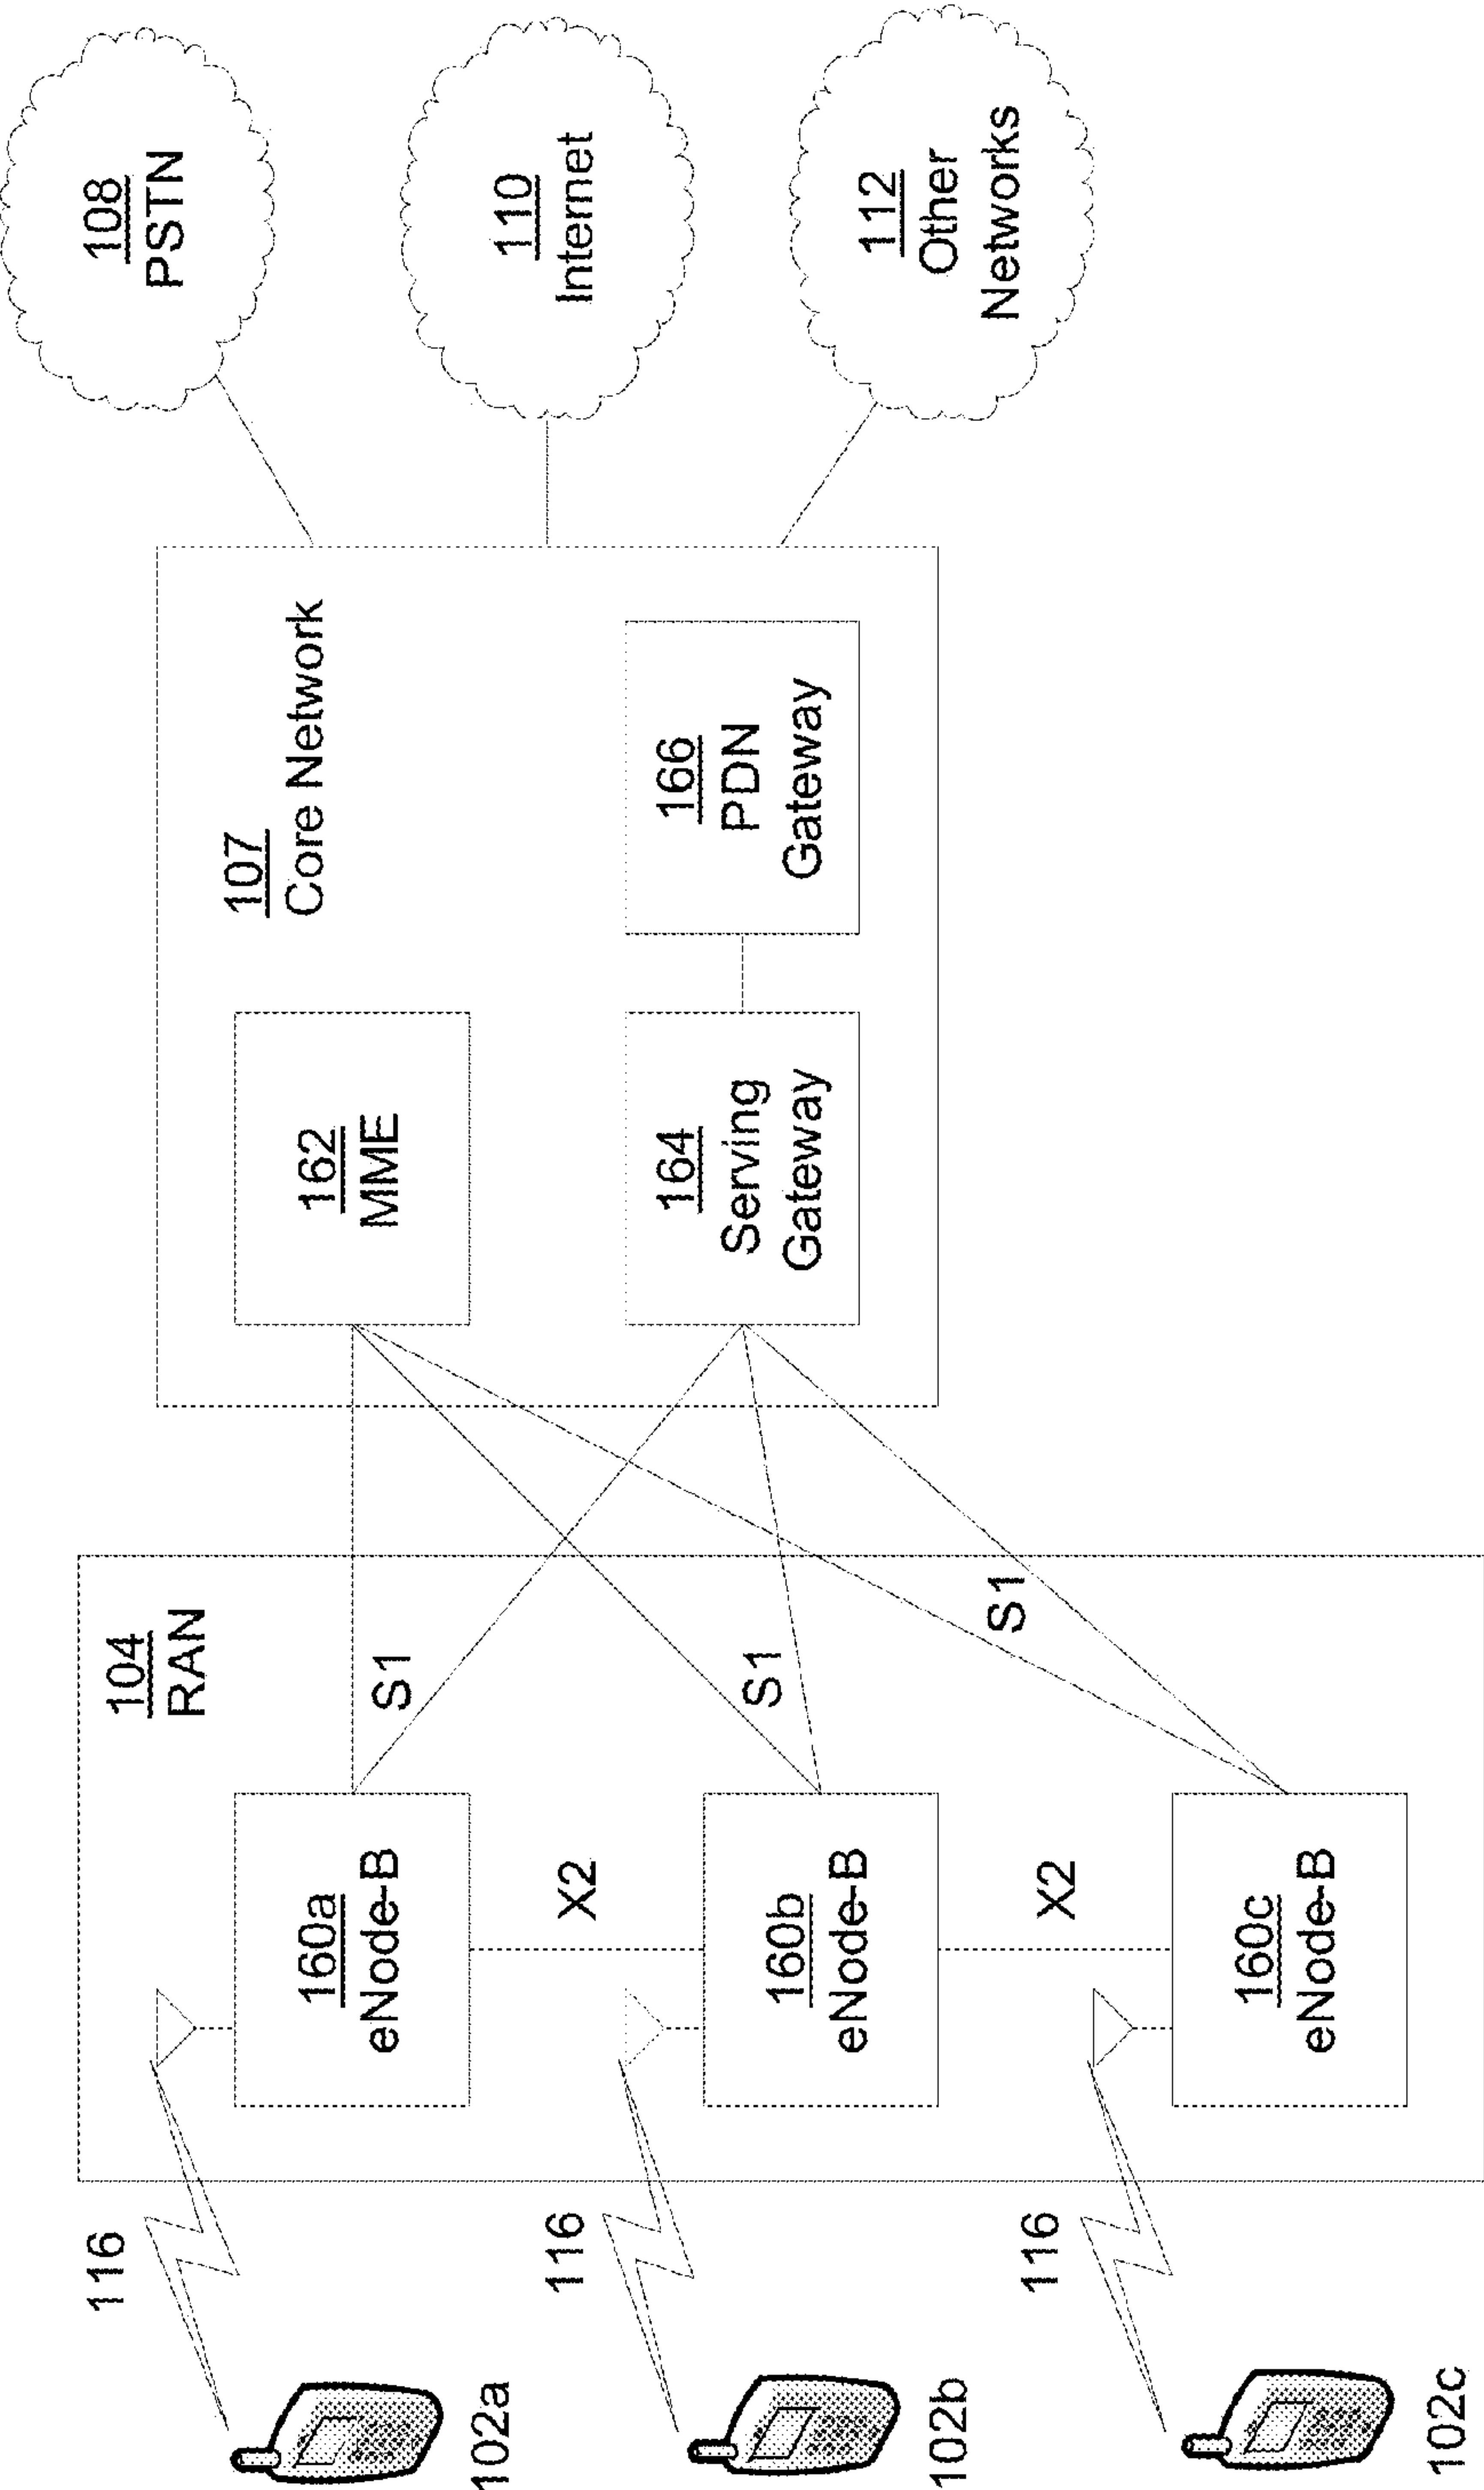 116
102a
116
102b
116
102c
104
RAN
160a
eNode-B
X2
160b
eNode-B
X2
160c
eNode-B
S1
S1
S1
107
Core Network
162
MME
164
Serving
Gateway
166
PDN
Gateway
108
PSTN
110
Internet
112
Other
Networks